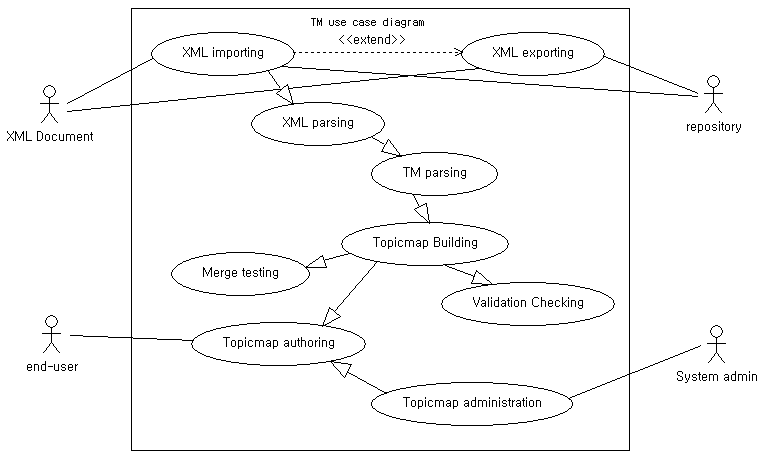 TM use case diagram
<<extend>>
XML importing
XML exporting
XML Document
repository
XML parsing
TM parsing
Topicmap Building
Merge testing
Validation Checking
Topicmap authoring
end-user
System admin
Topicmap administration